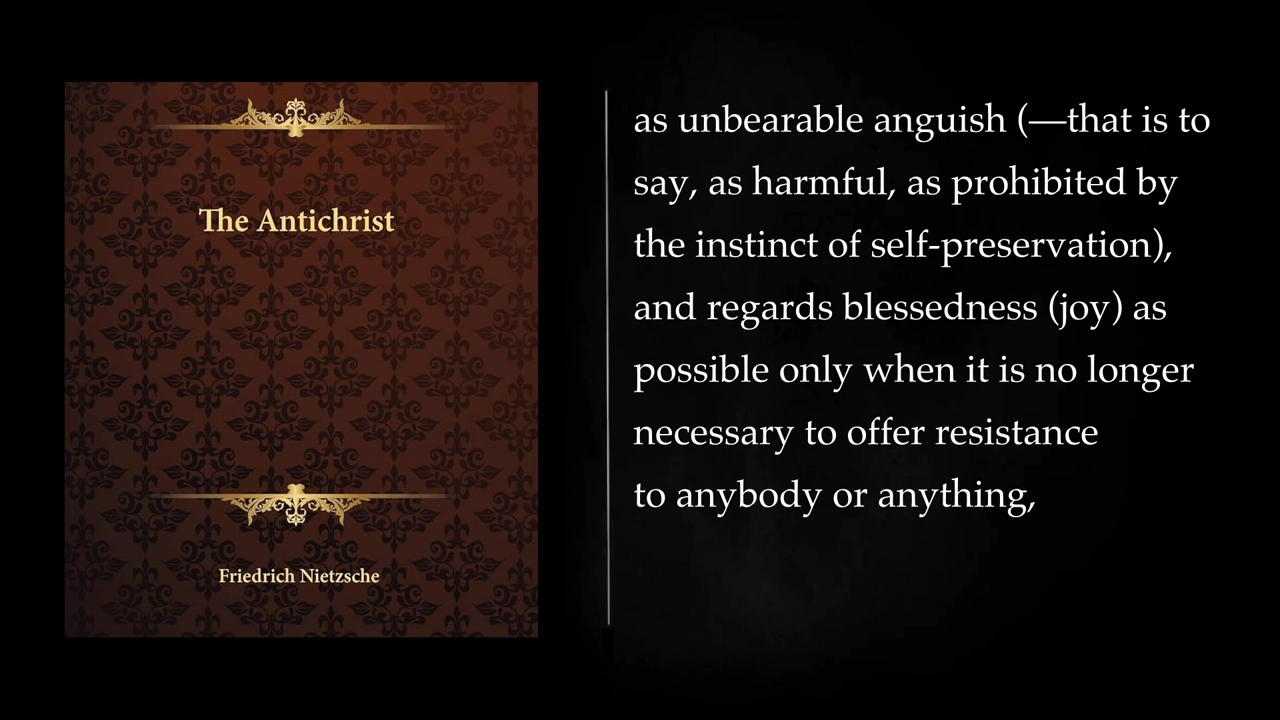 The Antichrist
Friedrich Nietzsche
as unbearable anguish (—that is to
say, as harmful, as prohibited by
the instinct of self-preservation),
and regards blessedness (joy) as
possible only when it is no longer
necessary to offer resistance
to anybody or anything,